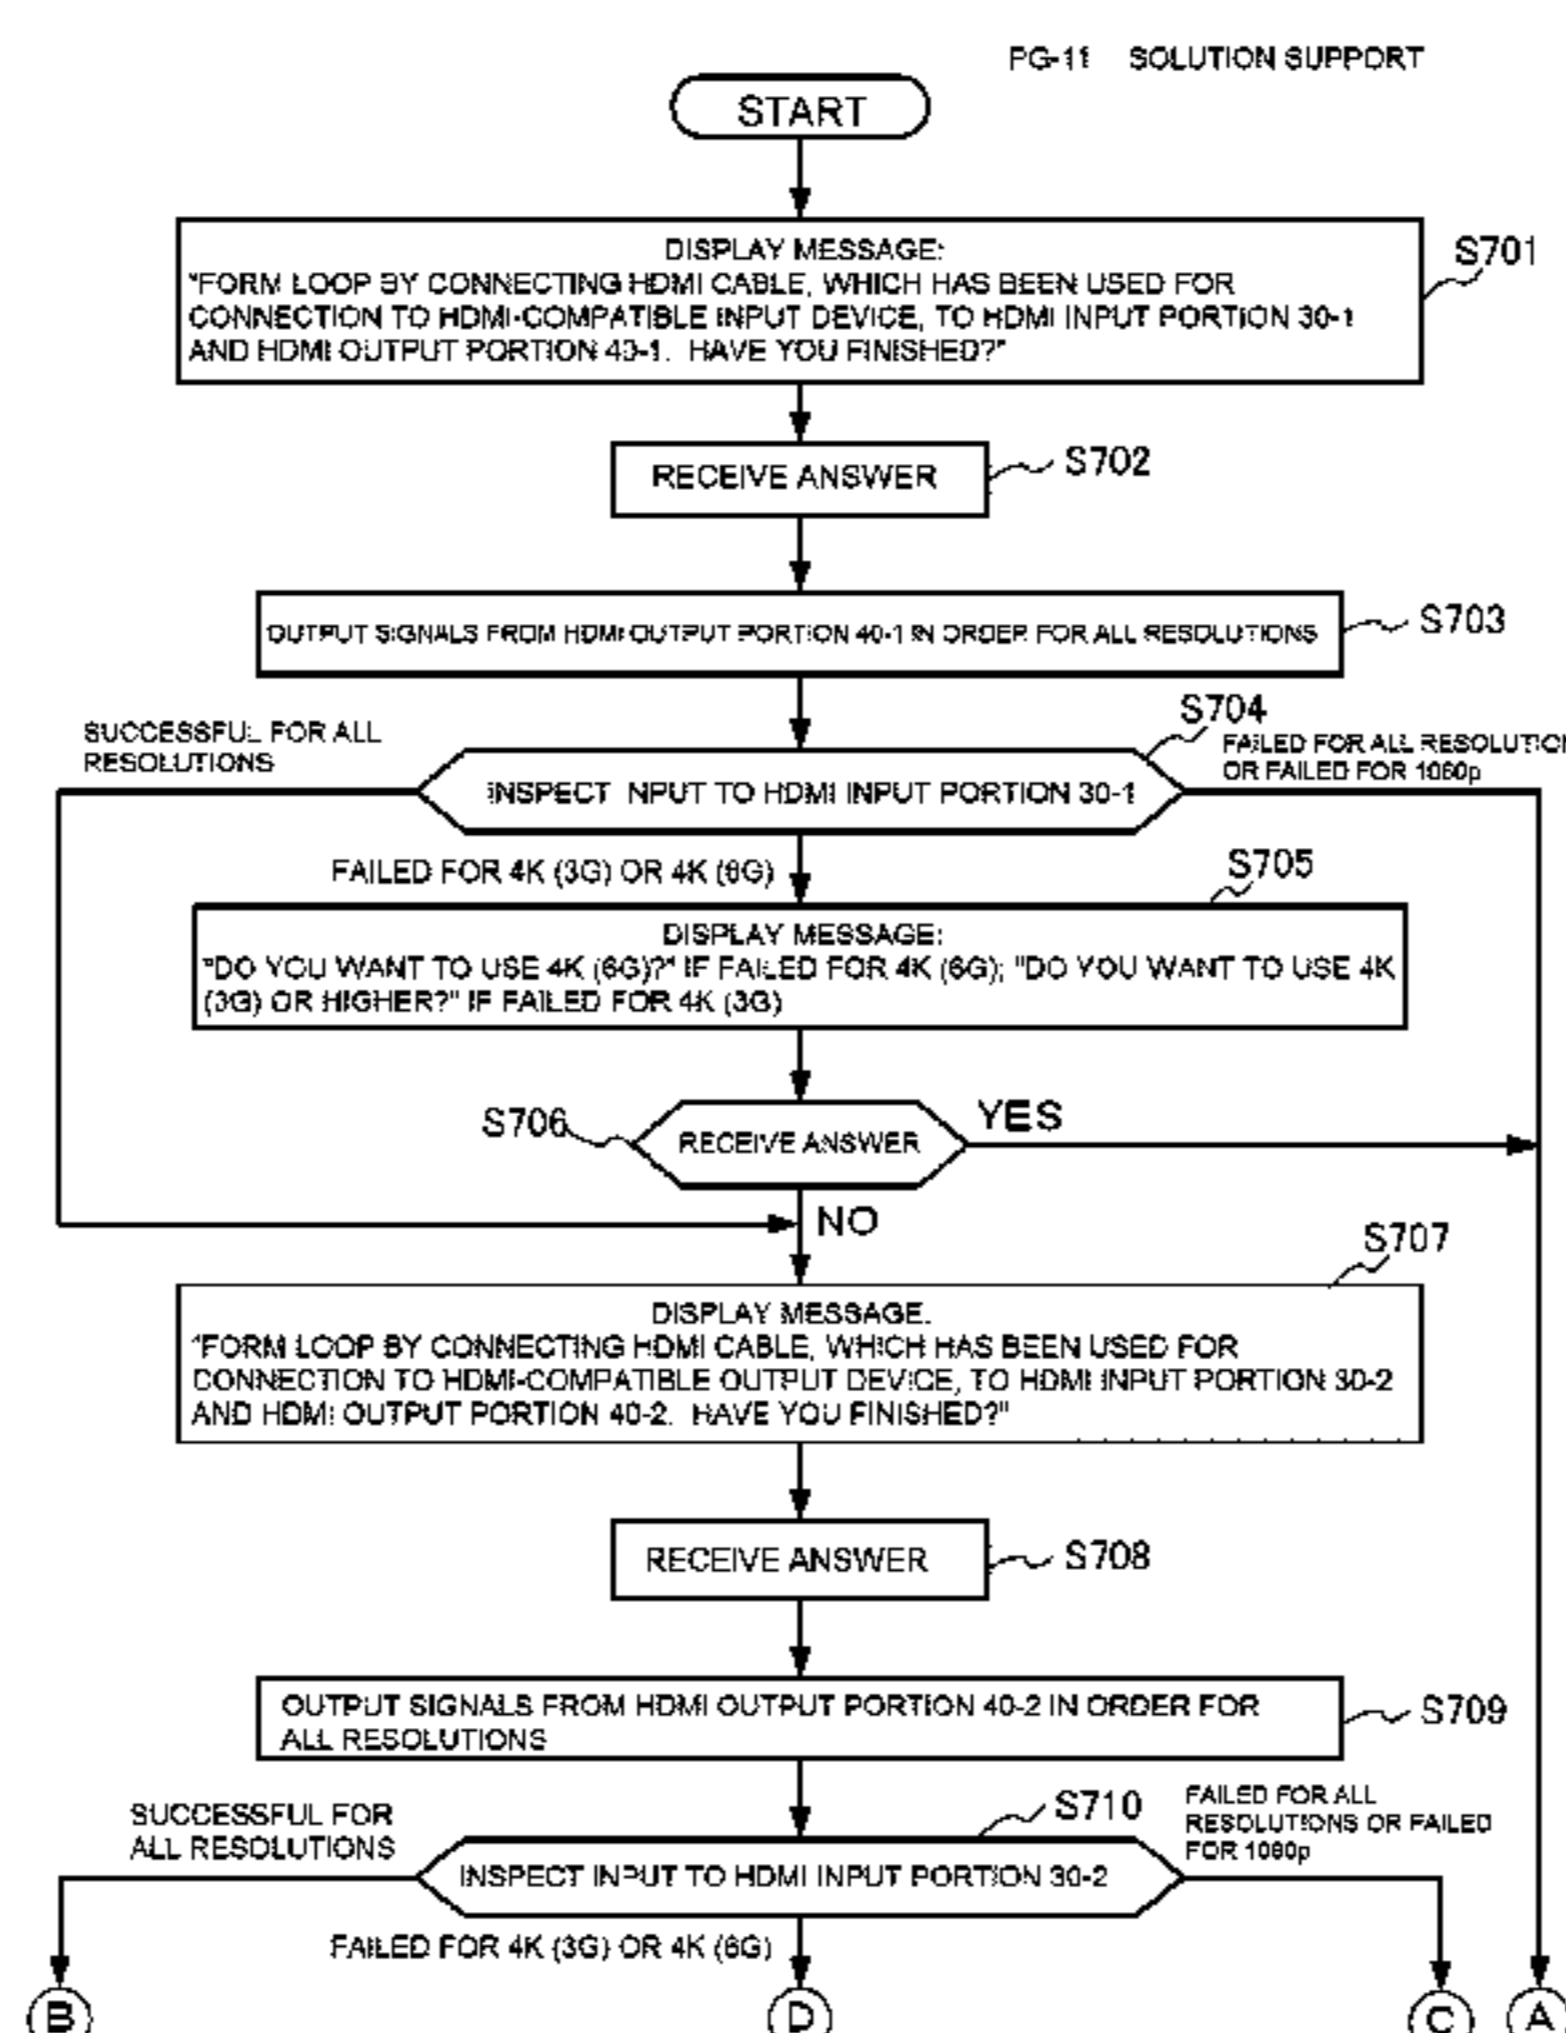 PG-11 SOLUTION SUPPORT
START
DISPLAY MESSAGE:
"FORM LOOP BY CONNECTING HDMI CABLE, WHICH HAS BEEN USED FOR
CONNECTION TO HDMI-COMPATIBLE INPUT DEVICE, TO HDMI INPUT PORTION 30-1
AND HDMI OUTPUT PORTION 40-1. HAVE YOU FINISHED?"
S701
RECEIVE ANSWER
S702
OUTPUT SIGNALS FROM HDMI OUTPUT PORTION 40-1 IN ORDER FOR ALL RESOLUTIONS
S703
S704
SUCCESSFUL FOR ALL
RESOLUTIONS
FAILED FOR ALL RESOLUTION
OR FAILED FOR 1080p
INSPECT INPUT TO HDMI INPUT PORTION 30-1
FAILED FOR 4K (3G) OR 4K (6G)
S705
DISPLAY MESSAGE:
"DO YOU WANT TO USE 4K (6G)?" IF FAILED FOR 4K (6G); "DO YOU WANT TO USE 4K
(3G) OR HIGHER?" IF FAILED FOR 4K (3G)
S706
RECEIVE ANSWER
YES
NO
S707
DISPLAY MESSAGE:
"FORM LOOP BY CONNECTING HDMI CABLE, WHICH HAS BEEN USED FOR
CONNECTION TO HDMI-COMPATIBLE OUTPUT DEVICE, TO HDMI INPUT PORTION 30-2
AND HDMI OUTPUT PORTION 40-2. HAVE YOU FINISHED?"
RECEIVE ANSWER
S708
OUTPUT SIGNALS FROM HDMI OUTPUT PORTION 40-2 IN ORDER FOR
ALL RESOLUTIONS
S709
S710
SUCCESSFUL FOR
ALL RESOLUTIONS
FAILED FOR ALL
RESOLUTIONS OR FAILED
FOR 1080p
INSPECT INPUT TO HDMI INPUT PORTION 30-2
FAILED FOR 4K (3G) OR 4K (6G)
B
D
C
A